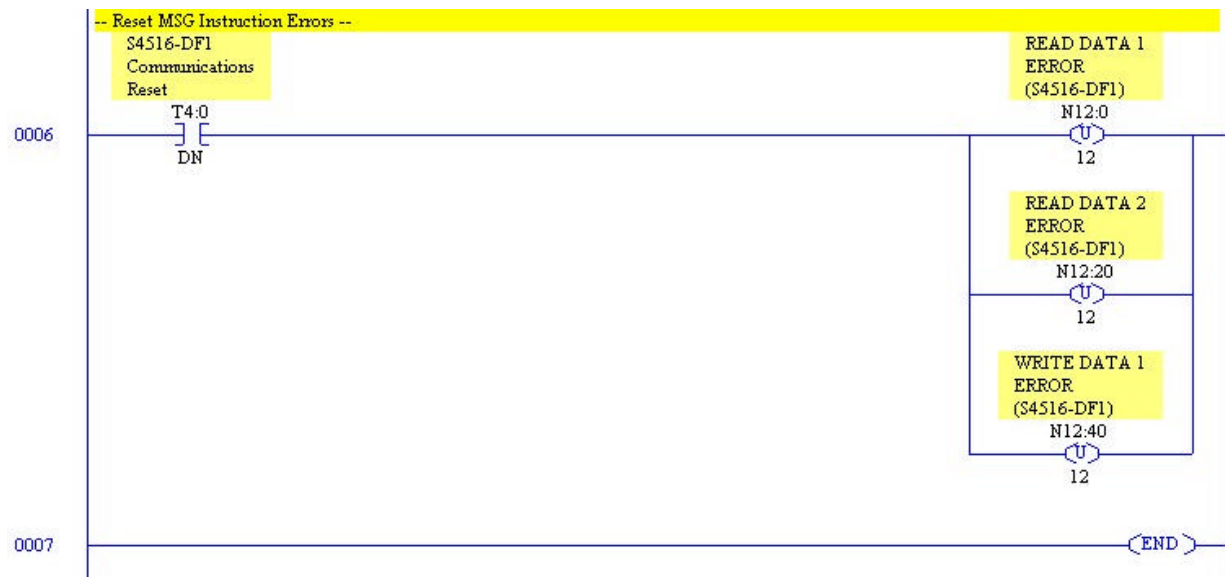 -- Reset MSG Instruction Errors --
S4516-DF1
Communications
Reset
T4:0
DN
0006
READ DATA 1
ERROR
(S4516-DF1)
N12:0
U
12
READ DATA 2
ERROR
(S4516-DF1)
N12:20
U
12
WRITE DATA 1
ERROR
(S4516-DF1)
N12:40
U
12
0007
END